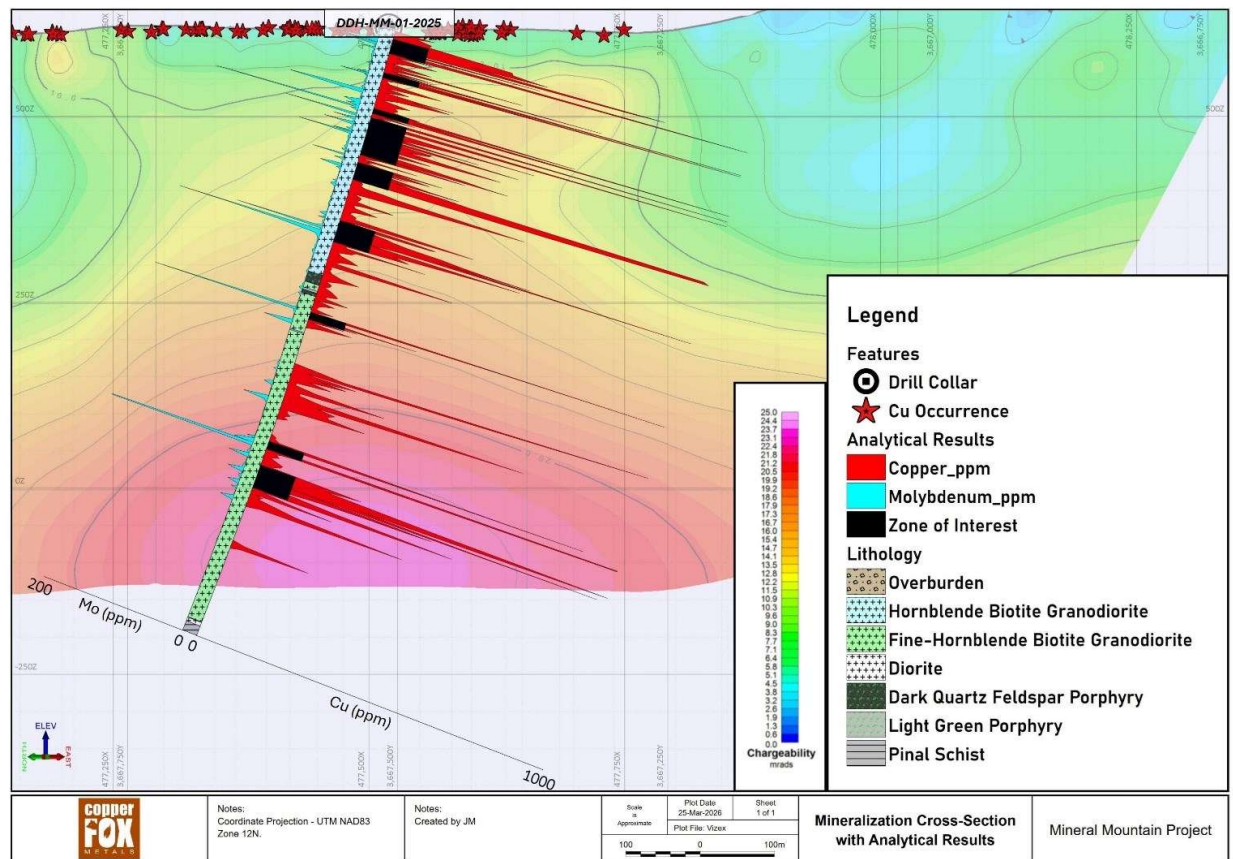 DDH-MM-01-2025
477,250X
3,667,000Y
478,000X
667,000Y
478,250X
3,666,750Y
500Z
500Z
250Z
0Z
-250Z
10.0
20.0
200
Mo (ppm)
0 0
Cu (ppm)
1000
ELEV
NORTH
EAST
477,250X
3,667,750Y
477,500X
3,667,500Y
477,750X
3,667,250Y
25.0
24.4
23.7
23.1
22.4
21.8
21.2
20.5
19.9
19.2
18.6
17.9
17.3
16.7
16.0
15.4
14.7
14.1
13.5
12.8
12.2
11.5
10.9
10.3
9.6
9.0
8.3
7.7
7.1
6.4
5.8
5.1
4.5
3.8
3.2
2.6
1.9
1.3
0.6
0.0
Chargeability
mrads
Legend
Features
Drill Collar
Cu Occurrence
Analytical Results
Copper_ppm
Molybdenum_ppm
Zone of Interest
Lithology
Overburden
Hornblende Biotite Granodiorite
Fine-Hornblende Biotite Granodiorite
Diorite
Dark Quartz Feldspar Porphyry
Light Green Porphyry
Pinal Schist
copper
FOX
METALS
Notes:
Coordinate Projection - UTM NAD83
Zone 12N.
Notes:
Created by JM
Scale
is
Approximate
Plot Date
25-Mar-2026
Sheet
1 of 1
Plot File: Vizex
100 0 100m
Mineralization Cross-Section
with Analytical Results
Mineral Mountain Project